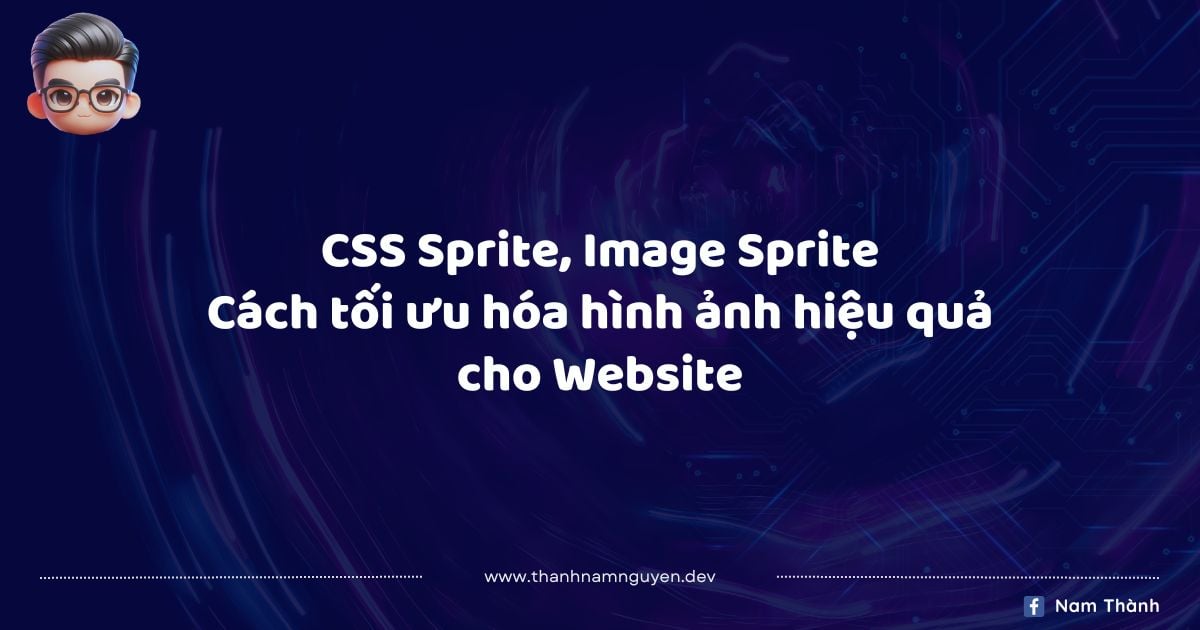 CSS Sprite, Image Sprite
Cách tối ưu hóa hình ảnh hiệu quả
cho Website
www.thanhnamnguyen.dev
Nam Thành